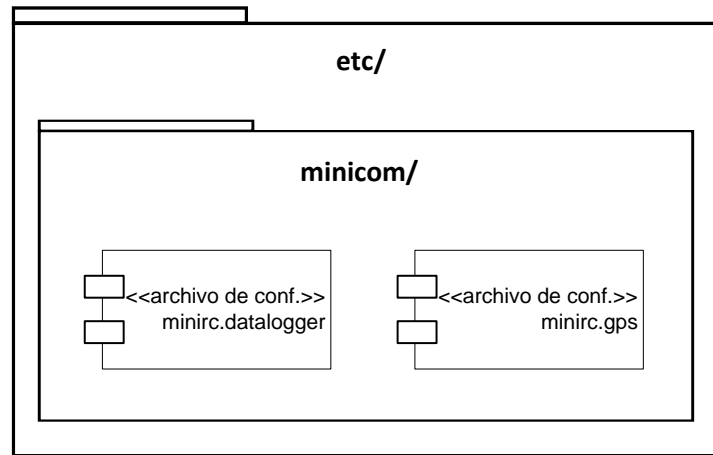 etc/
minicom/
<<archivo de conf.>>
minirc.datalogger
<<archivo de conf.>>
minirc.gps